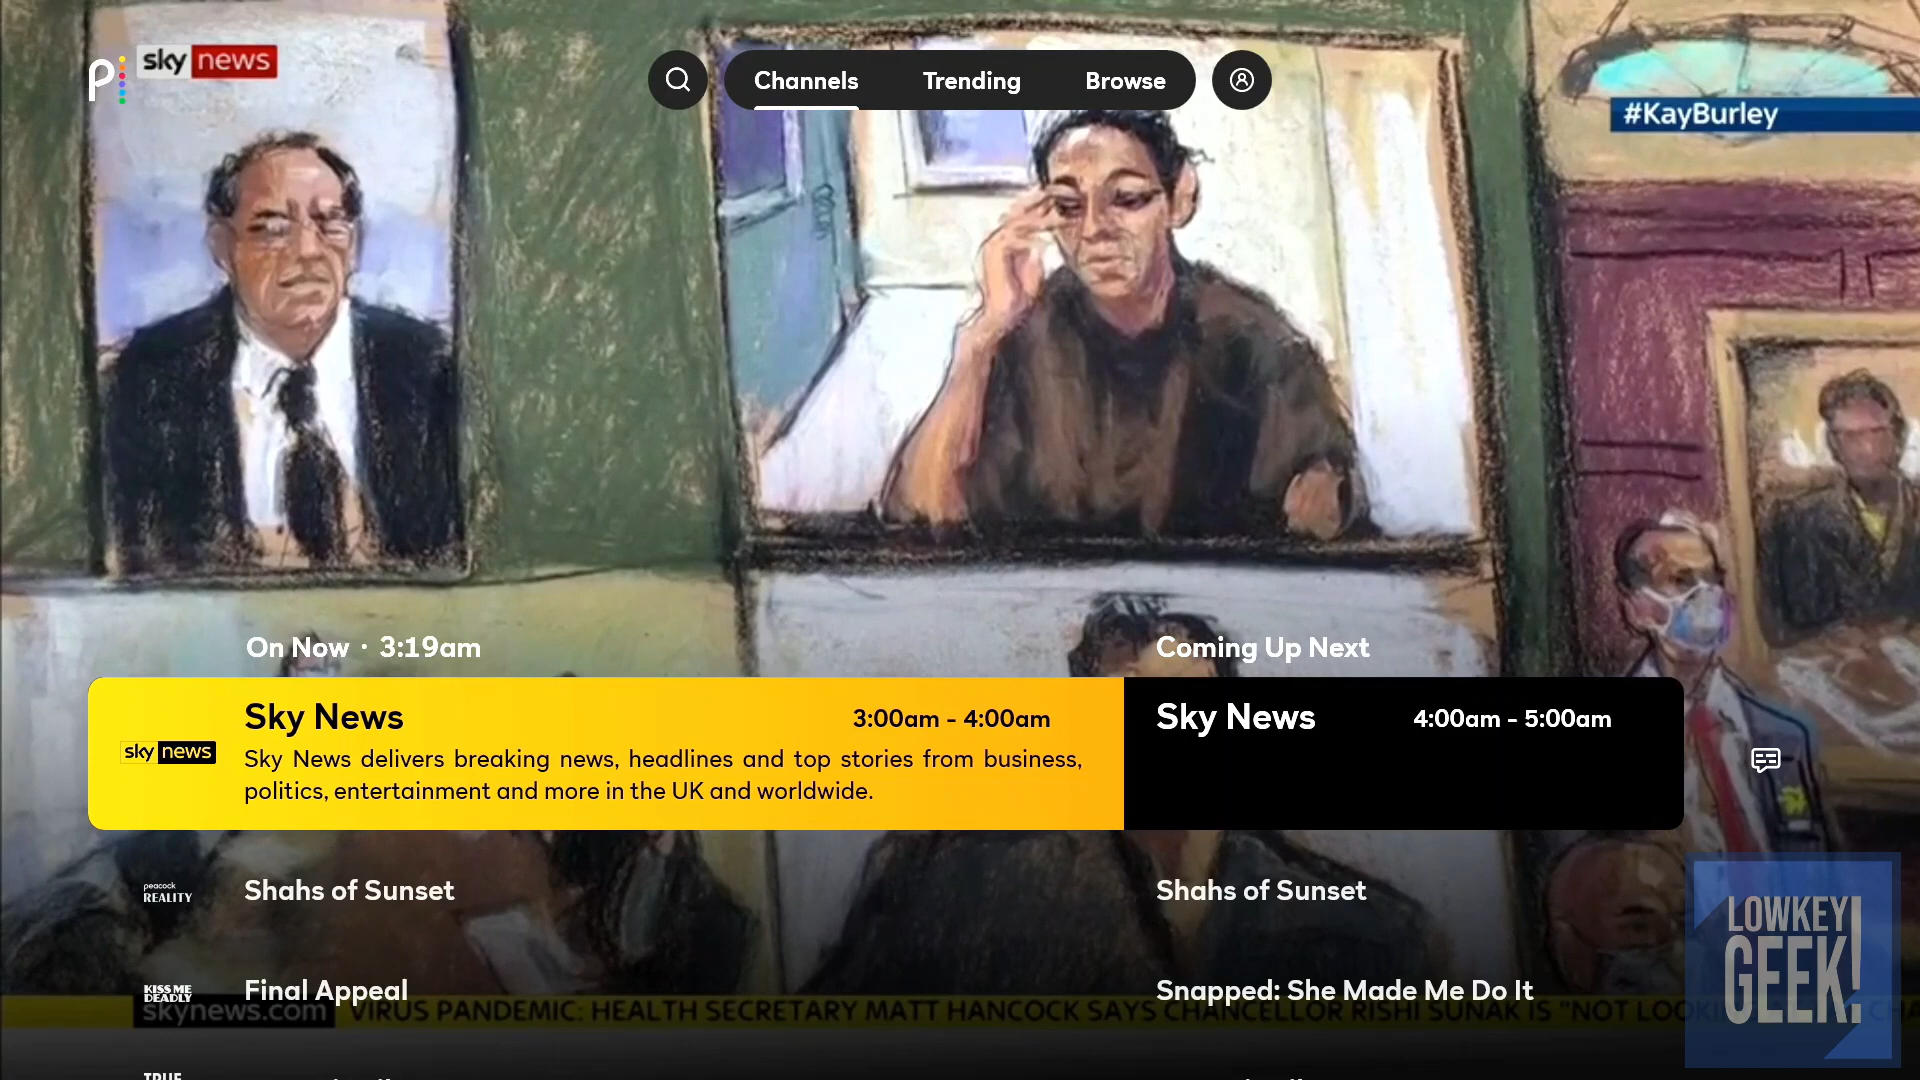 sky news
p
Channels
Trending
Browse
#KayBurley
On Now · 3:19am
Coming Up Next
sky news
Sky News
3:00am - 4:00am
Sky News delivers breaking news, headlines and top stories from business,
politics, entertainment and more in the UK and worldwide.
Sky News
4:00am - 5:00am
peacock
REALITY
Shahs of Sunset
Shahs of Sunset
KISS ME
DEADLY
Final Appeal
Snapped: She Made Me Do It
skynews.com
VIRUS PANDEMIC: HEALTH SECRETARY MATT HANCOCK SAYS CHANCELLOR RISHI SUNAK IS "NOT
LOWKEY
GEEK!
TRUE